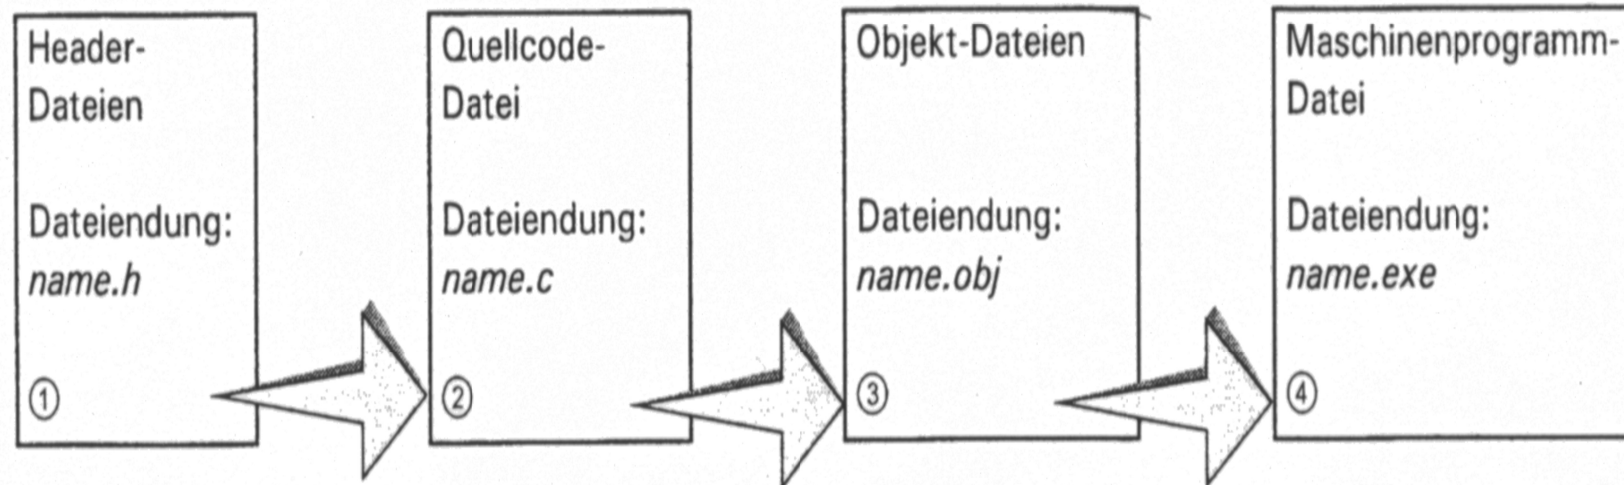 Header-
Dateien
Dateiendung:
name.h
①
Quellcode-
Datei
Dateiendung:
name.c
②
Objekt-Dateien
Dateiendung:
name.obj
③
Maschinenprogramm-
Datei
Dateiendung:
name.exe
④